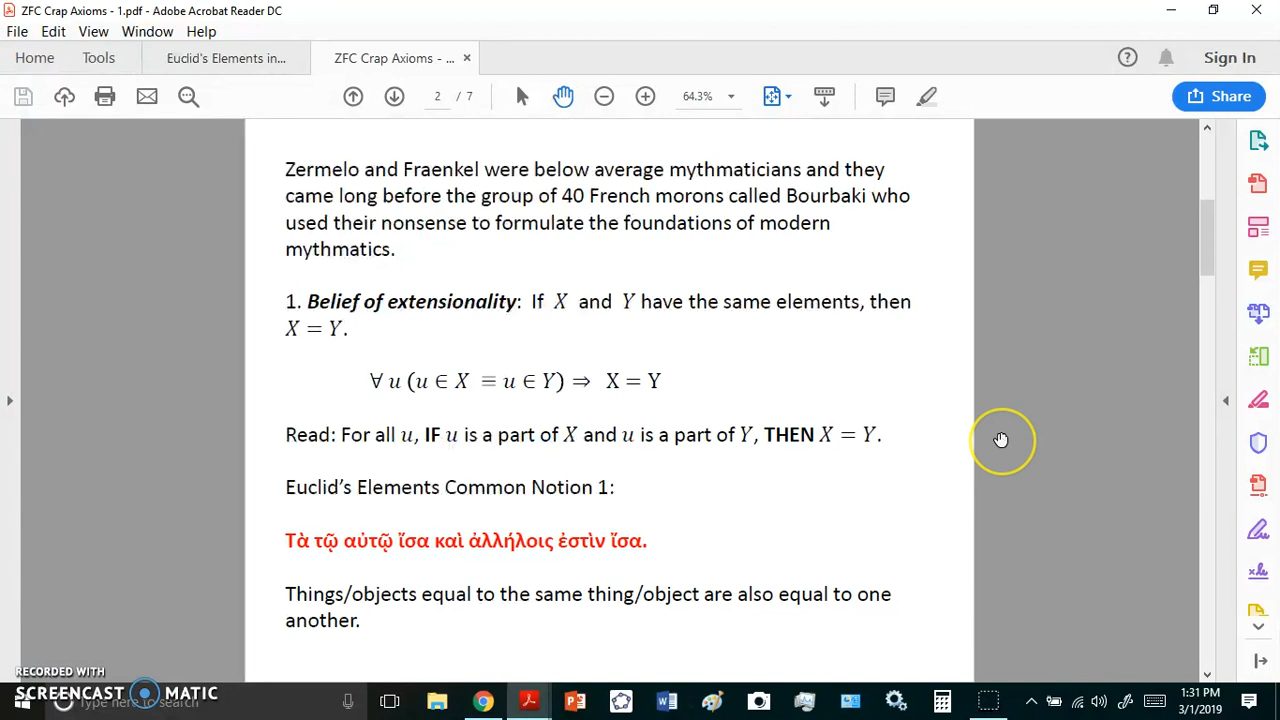 ZFC Crap Axioms - 1.pdf - Adobe Acrobat Reader DC
File Edit View Window Help
Home Tools Euclid's Elements in... ZFC Crap Axioms - ... ×
Sign In
2 / 7 64.3% Share
Zermelo and Fraenkel were below average mythmaticians and they
came long before the group of 40 French morons called Bourbaki who
used their nonsense to formulate the foundations of modern
mythmatics.
1. Belief of extensionality: If X and Y have the same elements, then
X = Y.
∀ u (u ∈ X ≡ u ∈ Y) ⇒ X = Y
Read: For all u, IF u is a part of X and u is a part of Y, THEN X = Y.
Euclid's Elements Common Notion 1:
Τὰ τῷ αὐτῷ ἴσα καὶ ἀλλήλοις ἐστὶν ἴσα.
Things/objects equal to the same thing/object are also equal to one
another.
RECORDED WITH
SCREENCAST MATIC
Type here to search
1:31 PM
3/1/2019